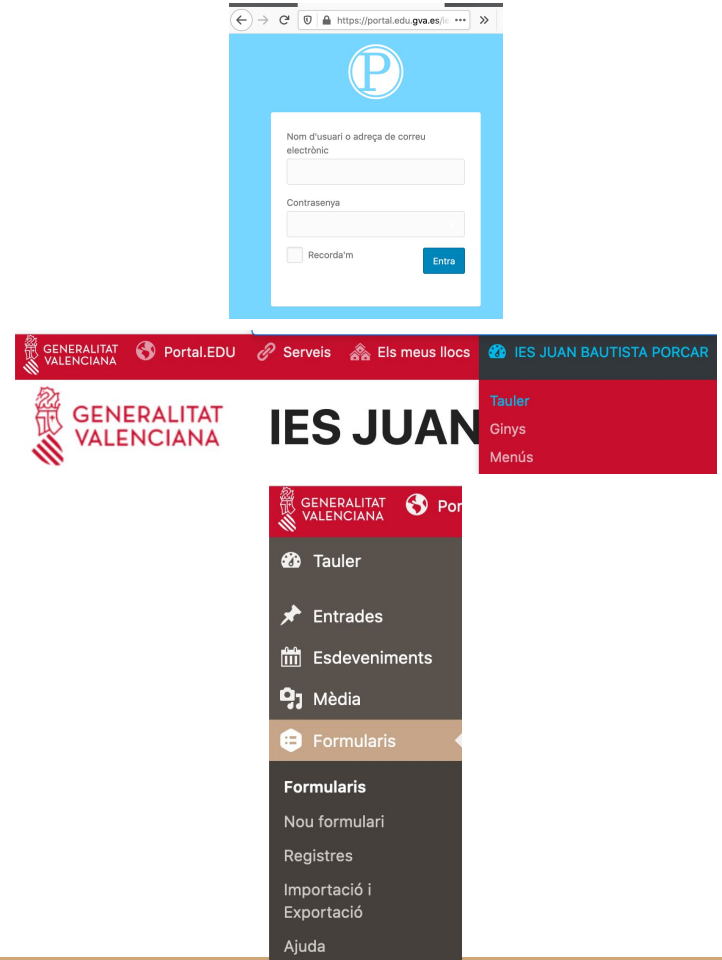 https://portal.edu.gva.es/ie
P
Nom d'usuari o adreça de correu
electrònic
Contrasenya
Recorda'm
Entra
GENERALITAT
VALENCIANA
Portal.EDU
Serveis
Els meus llocs
IES JUAN BAUTISTA PORCAR
GENERALITAT
VALENCIANA
IES JUAN
Tauler
Ginys
Menús
GENERALITAT
VALENCIANA
Por
Tauler
Entrades
Esdeveniments
Mèdia
Formularis
Formularis
Nou formulari
Registres
Importació i
Exportació
Ajuda